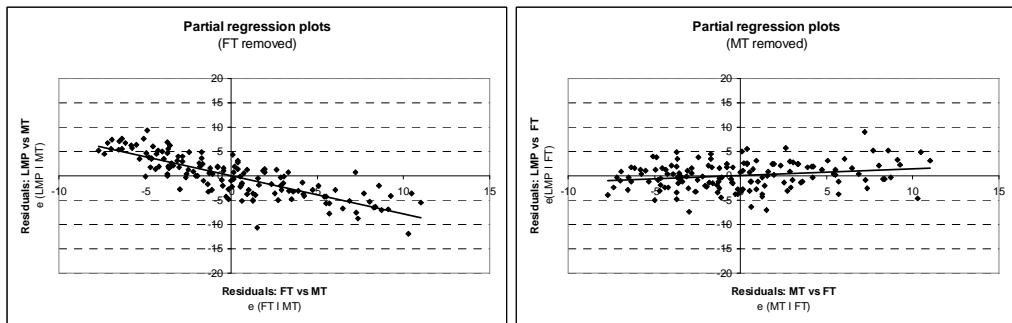 Partial regression plots
(FT removed)
Residuals: LMP vs MT
e (LMP I MT)
20
15
10
5
0
-5
-10
-15
-20
-10
-5
0
5
10
15
Residuals: FT vs MT
e (FT I MT)
Partial regression plots
(MT removed)
Residuals: LMP vs FT
e(LMP I FT)
20
15
10
5
0
-5
-10
-15
-20
-10
-5
0
5
10
15
Residuals: MT vs FT
e (MT I FT)